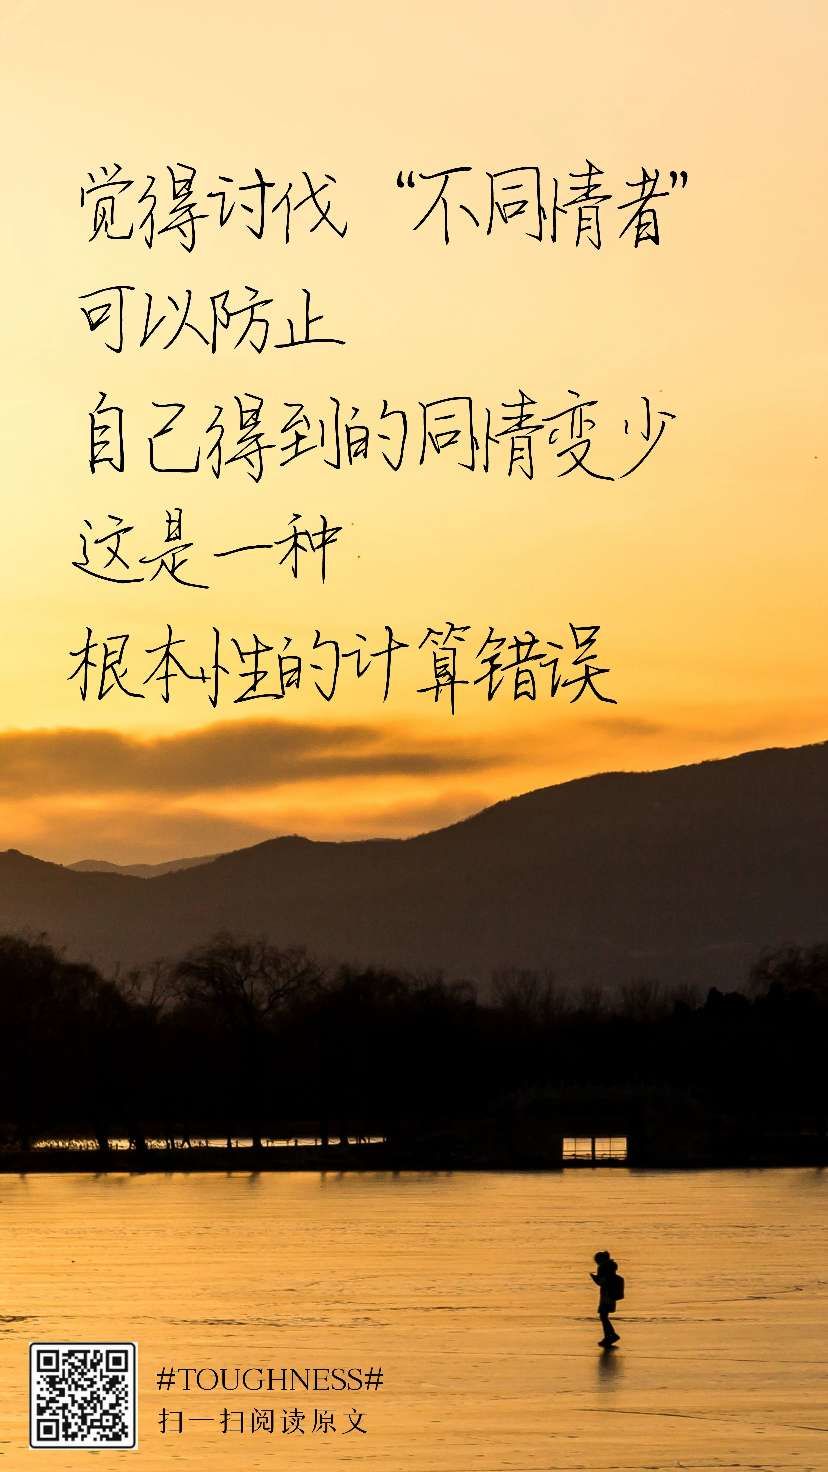 觉得讨伐“不同情者”
可以防止
自己得到的同情变少
这是一种
根本性的计算错误
#TOUGHNESS#
扫一扫阅读原文